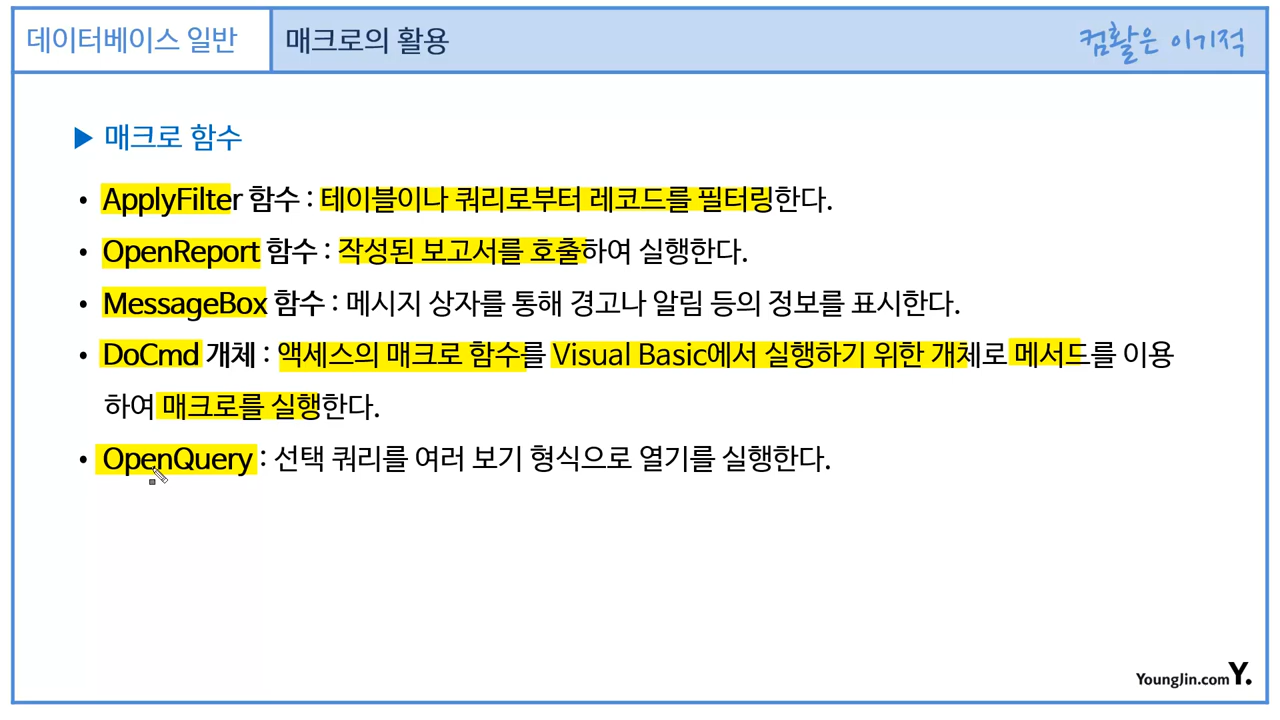 데이터베이스 일반
매크로의 활용
컴활은 이기적
▶ 매크로 함수
• ApplyFilter 함수 : 테이블이나 쿼리로부터 레코드를 필터링한다.
• OpenReport 함수 : 작성된 보고서를 호출하여 실행한다.
• MessageBox 함수 : 메시지 상자를 통해 경고나 알림 등의 정보를 표시한다.
• DoCmd 개체 : 액세스의 매크로 함수를 Visual Basic에서 실행하기 위한 개체로 메서드를 이용
하여 매크로를 실행한다.
• OpenQuery : 선택 쿼리를 여러 보기 형식으로 열기를 실행한다.
YoungJin.com Y.